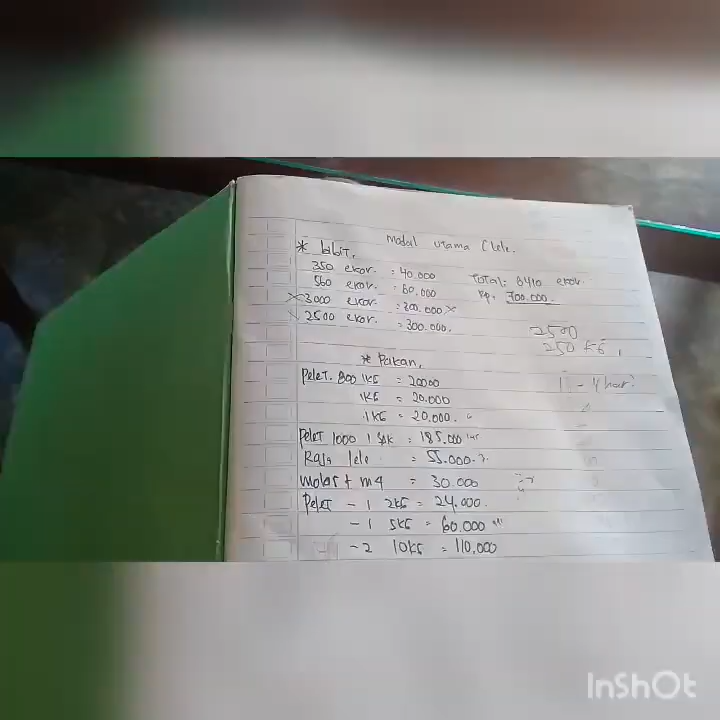 Modal utama (lele.
* bibit.
350 ekor. = 40.000
560 ekor. = 60.000
×3000 ekor. = 300.000 ×
2500 ekor. = 300.000.
Total: 6410 ekor
Rp. 700.000.
2500
250 KG,
* Pakan,
Pelet. 800 1KG = 20000
1KG = 20.000
1KG = 20.000
Pelet 1000 1 sak = 185.000
Raja lele = 55.000
molas + m4 = 30.000
Pelet - 1 2KG = 24.000
- 1 5KG = 60.000
- 2 10KG = 110.000
InShOt